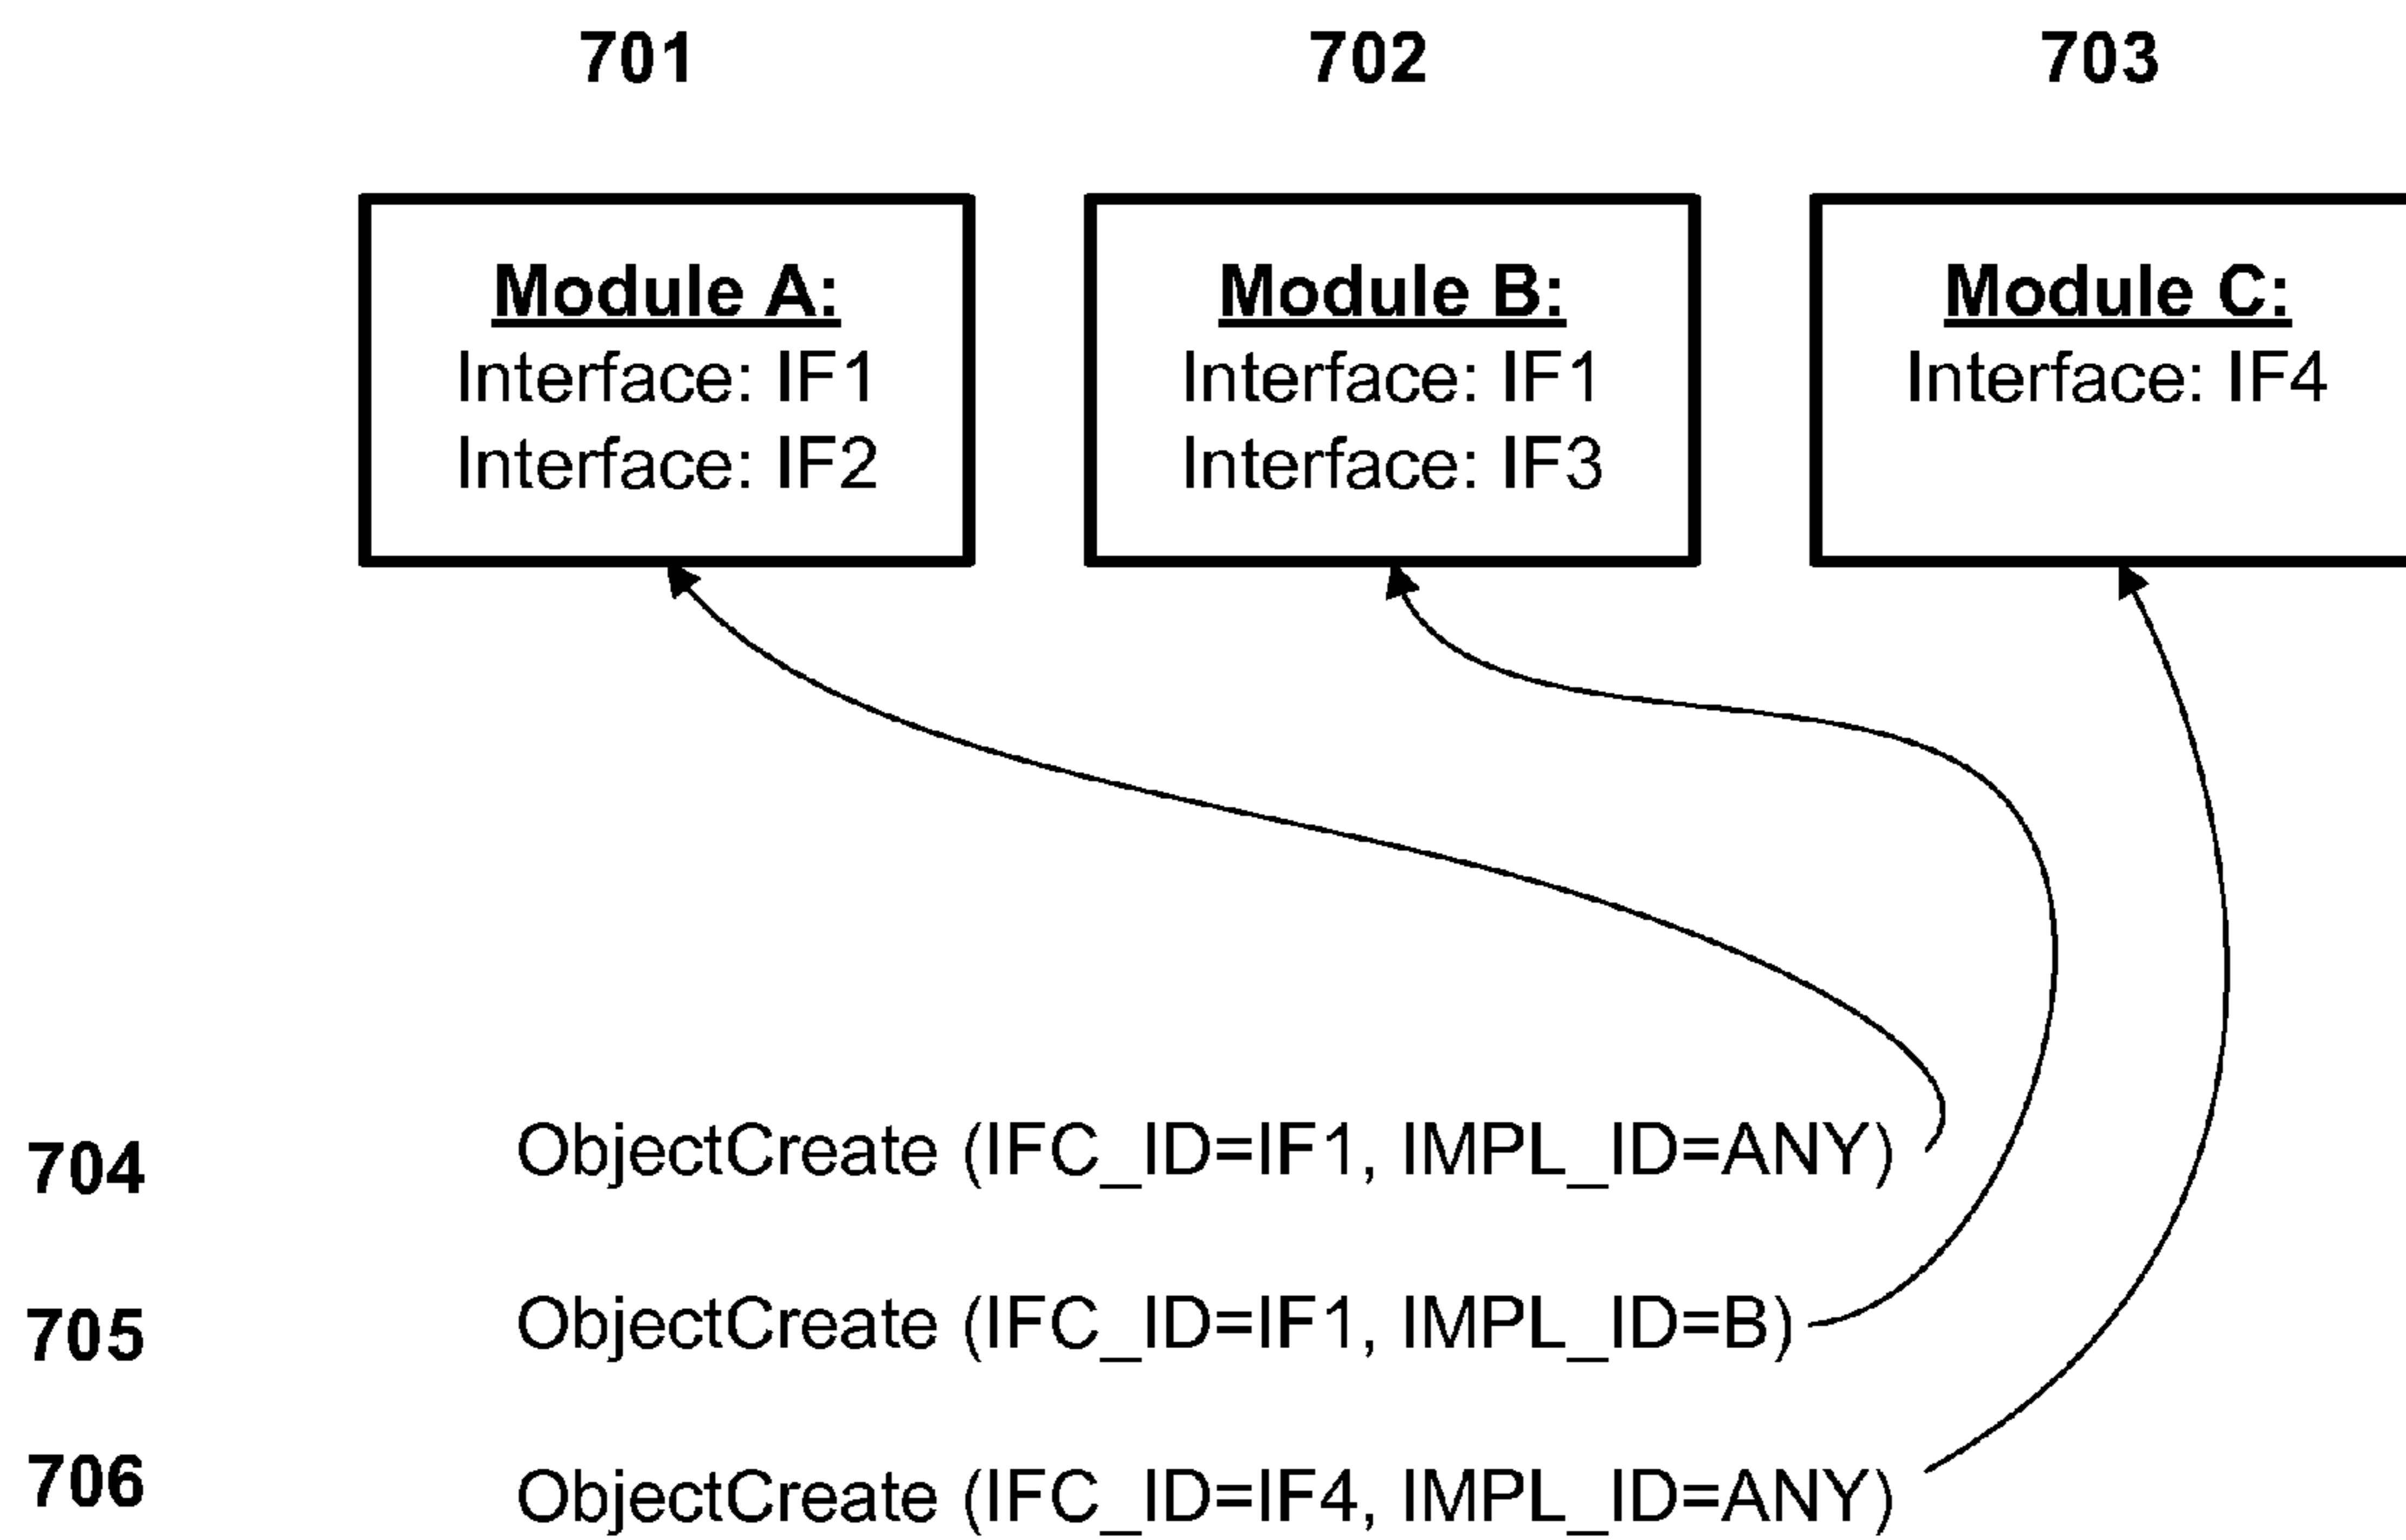 701 702 703
Module A:
Interface: IF1
Interface: IF2
Module B:
Interface: IF1
Interface: IF3
Module C:
Interface: IF4
704 ObjectCreate (IFC_ID=IF1, IMPL_ID=ANY)
705 ObjectCreate (IFC_ID=IF1, IMPL_ID=B)
706 ObjectCreate (IFC_ID=IF4, IMPL_ID=ANY)